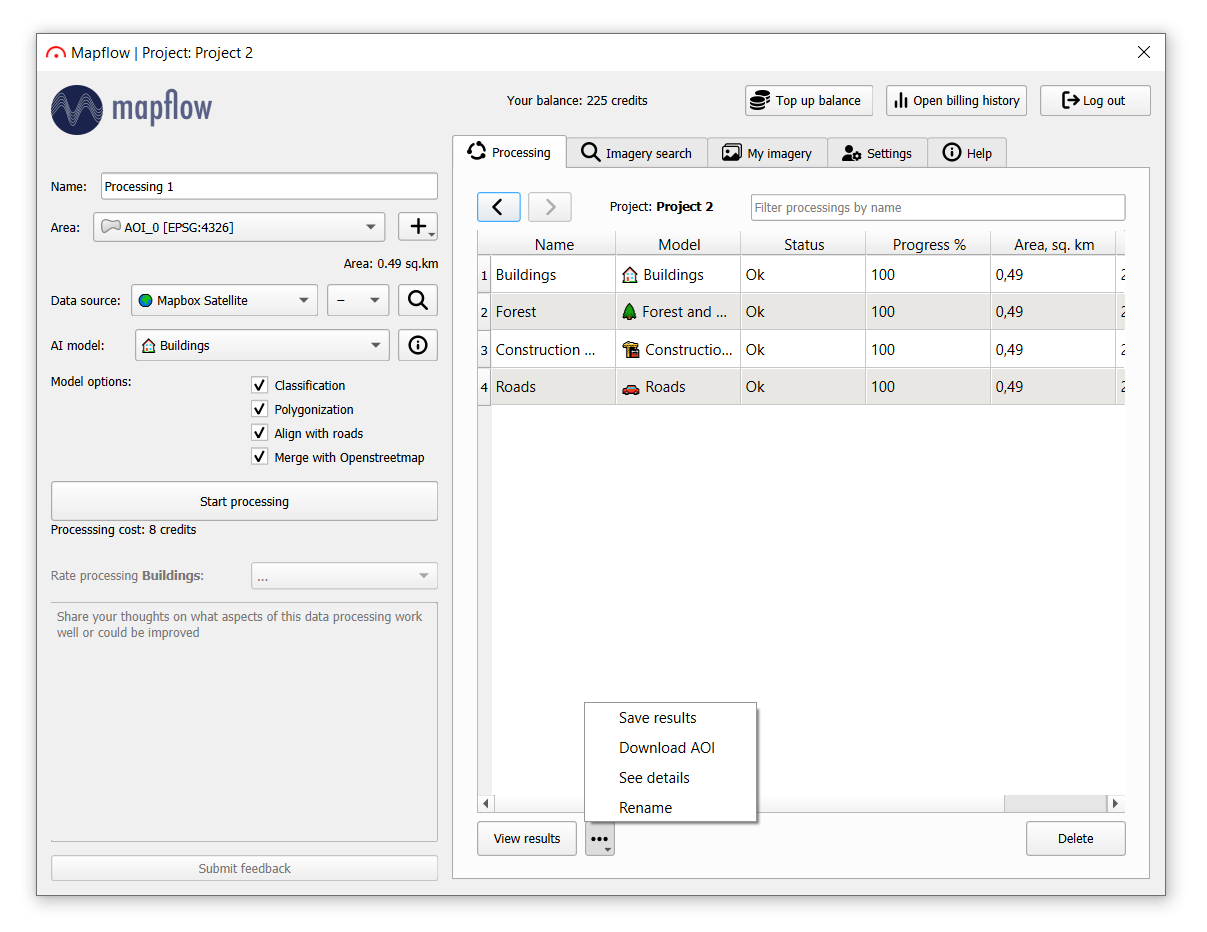 Mapflow | Project: Project 2
mapflow
Your balance: 225 credits
Top up balance
Open billing history
Log out
Processing
Imagery search
My imagery
Settings
Help
Name:
Processing 1
Area:
AOI_0 [EPSG:4326]
Area: 0.49 sq.km
Data source:
Mapbox Satellite
–
AI model:
Buildings
Model options:
Classification
Polygonization
Align with roads
Merge with Openstreetmap
Start processing
Processsing cost: 8 credits
Rate processing Buildings:
...
Share your thoughts on what aspects of this data processing work
well or could be improved
Submit feedback
Project: Project 2
Filter processings by name
Name Model Status Progress % Area, sq. km
1 Buildings Buildings Ok 100 0,49 2
2 Forest Forest and ... Ok 100 0,49 2
3 Construction ... Constructio... Ok 100 0,49 2
4 Roads Roads Ok 100 0,49 2
Save results
Download AOI
See details
Rename
View results
Delete